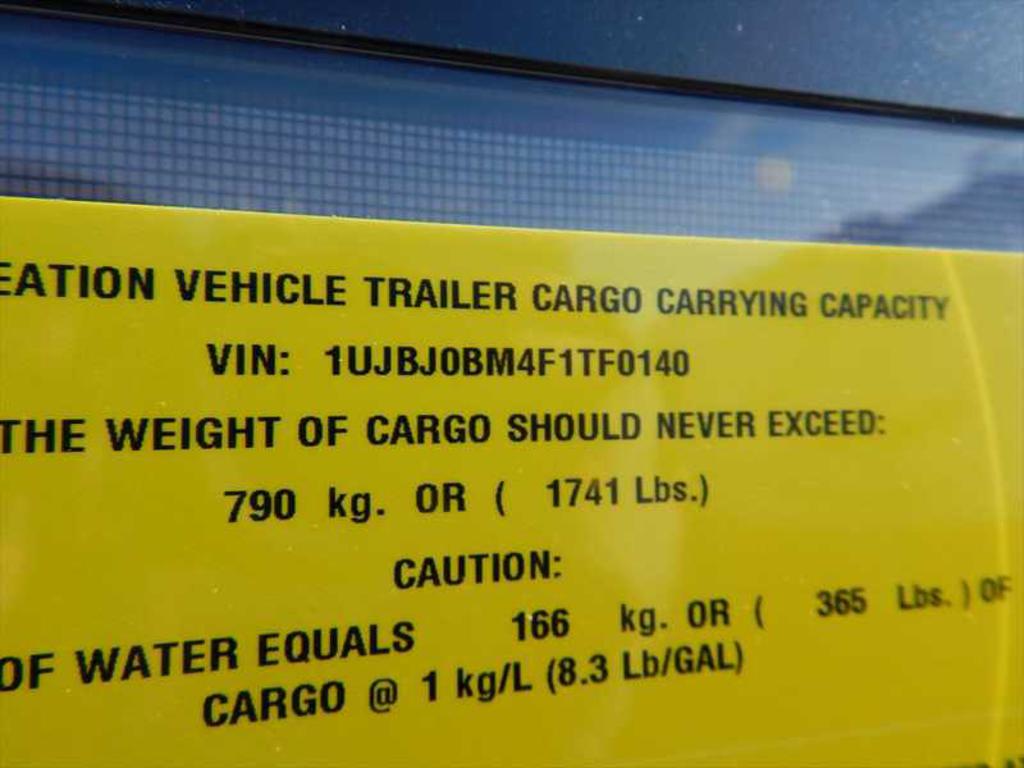 EATION VEHICLE TRAILER CARGO CARRYING CAPACITY
VIN: 1UJBJ0BM4F1TF0140
THE WEIGHT OF CARGO SHOULD NEVER EXCEED:
790 kg. OR ( 1741 Lbs.)
CAUTION:
OF WATER EQUALS 166 kg. OR ( 365 Lbs. ) OF
CARGO @ 1 kg/L (8.3 Lb/GAL)